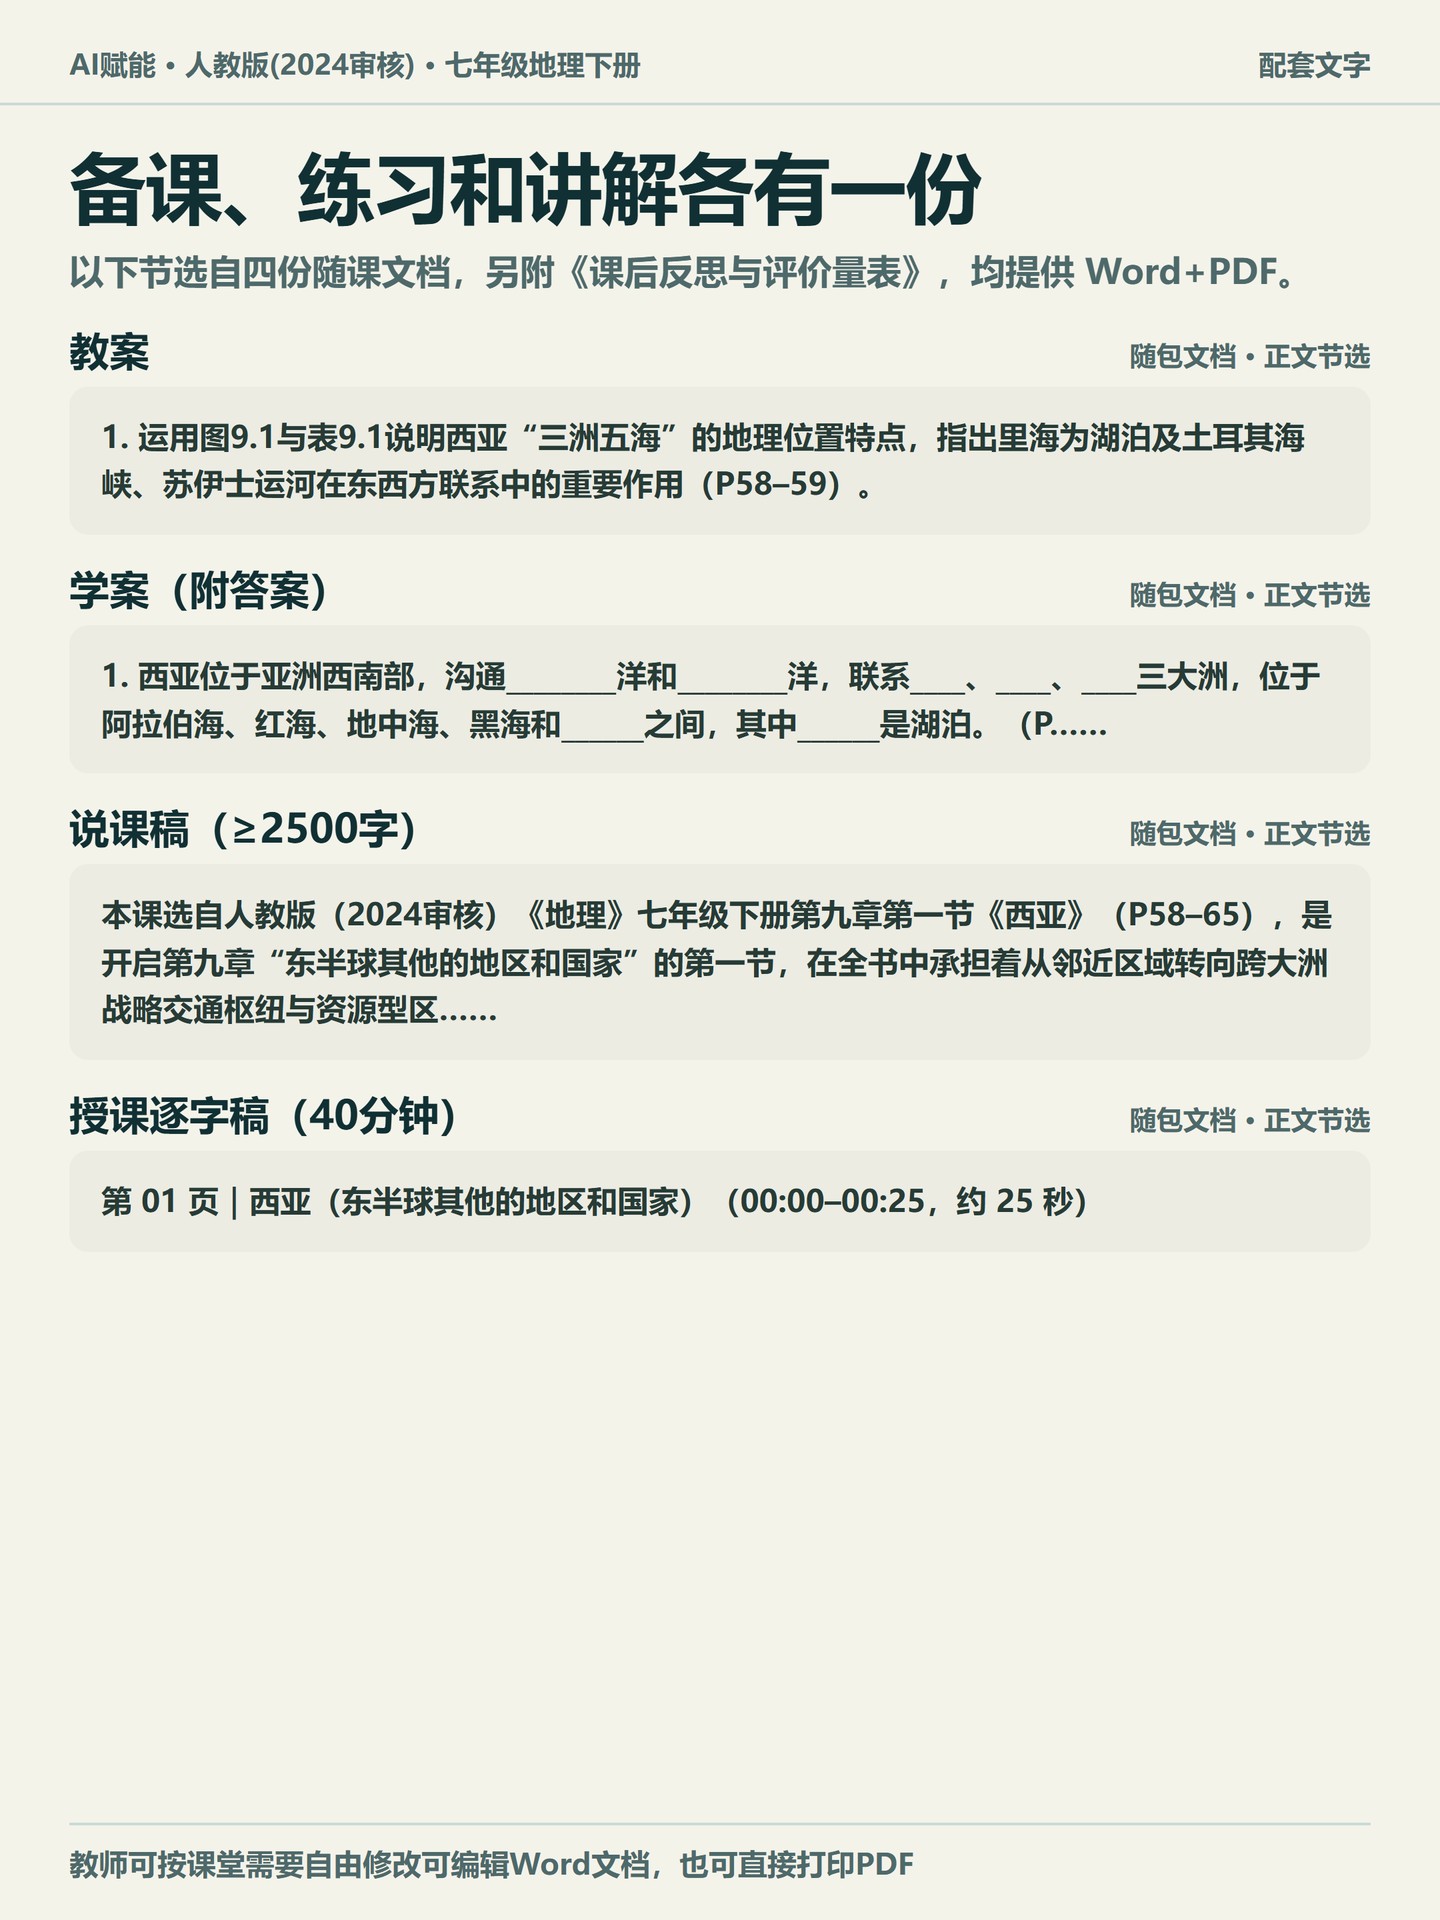 AI赋能 • 人教版(2024审核) • 七年级地理下册
配套文字
备课、练习和讲解各有一份
以下节选自四份随课文档，另附《课后反思与评价量表》，均提供 Word+PDF。
教案
随包文档 • 正文节选
1. 运用图9.1与表9.1说明西亚“三洲五海”的地理位置特点，指出里海为湖泊及土耳其海
峡、苏伊士运河在东西方联系中的重要作用（P58–59）。
学案（附答案）
随包文档 • 正文节选
1. 西亚位于亚洲西南部，沟通________洋和________洋，联系____、____、____三大洲，位于
阿拉伯海、红海、地中海、黑海和______之间，其中______是湖泊。（P……
说课稿（≥2500字）
随包文档 • 正文节选
本课选自人教版（2024审核）《地理》七年级下册第九章第一节《西亚》（P58–65），是
开启第九章“东半球其他的地区和国家”的第一节，在全书中承担着从邻近区域转向跨大洲
战略交通枢纽与资源型区……
授课逐字稿（40分钟）
随包文档 • 正文节选
第 01 页｜西亚（东半球其他的地区和国家）（00:00–00:25，约 25 秒）
教师可按课堂需要自由修改可编辑Word文档，也可直接打印PDF